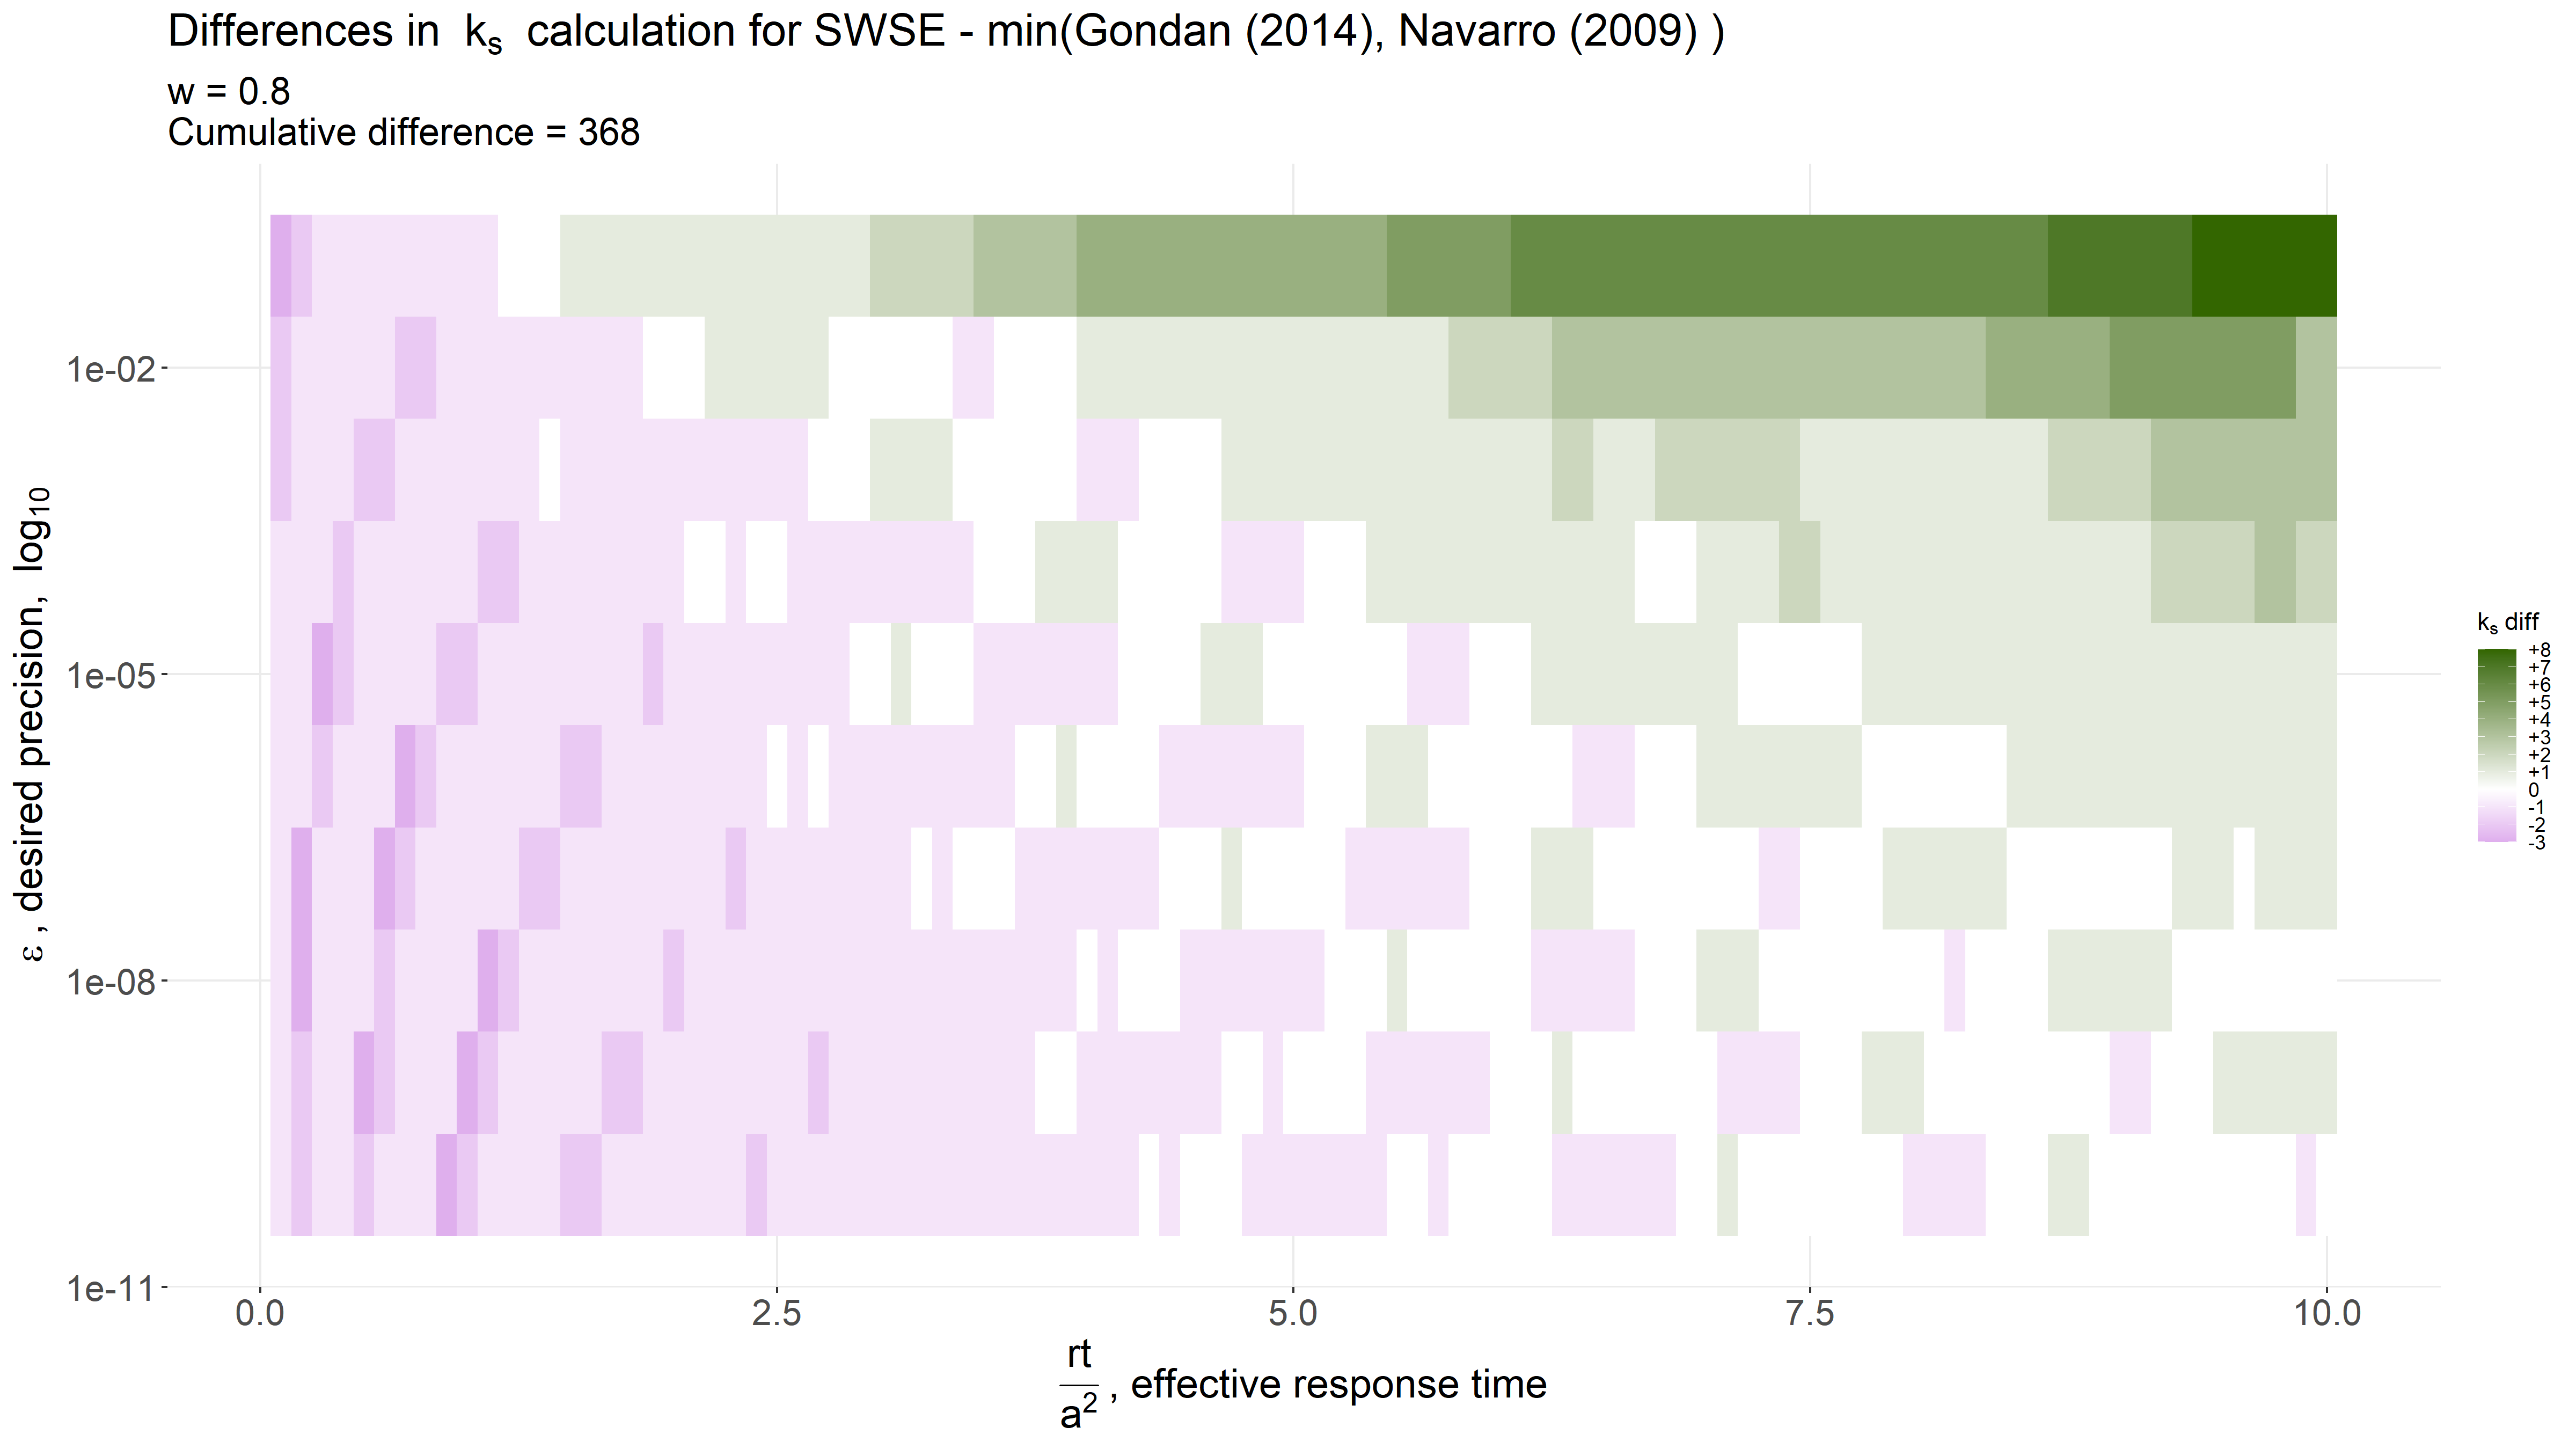 Differences in ks calculation for SWSE - min(Gondan (2014), Navarro (2009) )
w = 0.8
Cumulative difference = 368
ε , desired precision, log10
1e-02
1e-05
1e-08
1e-11
0.0 2.5 5.0 7.5 10.0
rt
a2
, effective response time
ks diff
+8
+7
+6
+5
+4
+3
+2
+1
0
-1
-2
-3